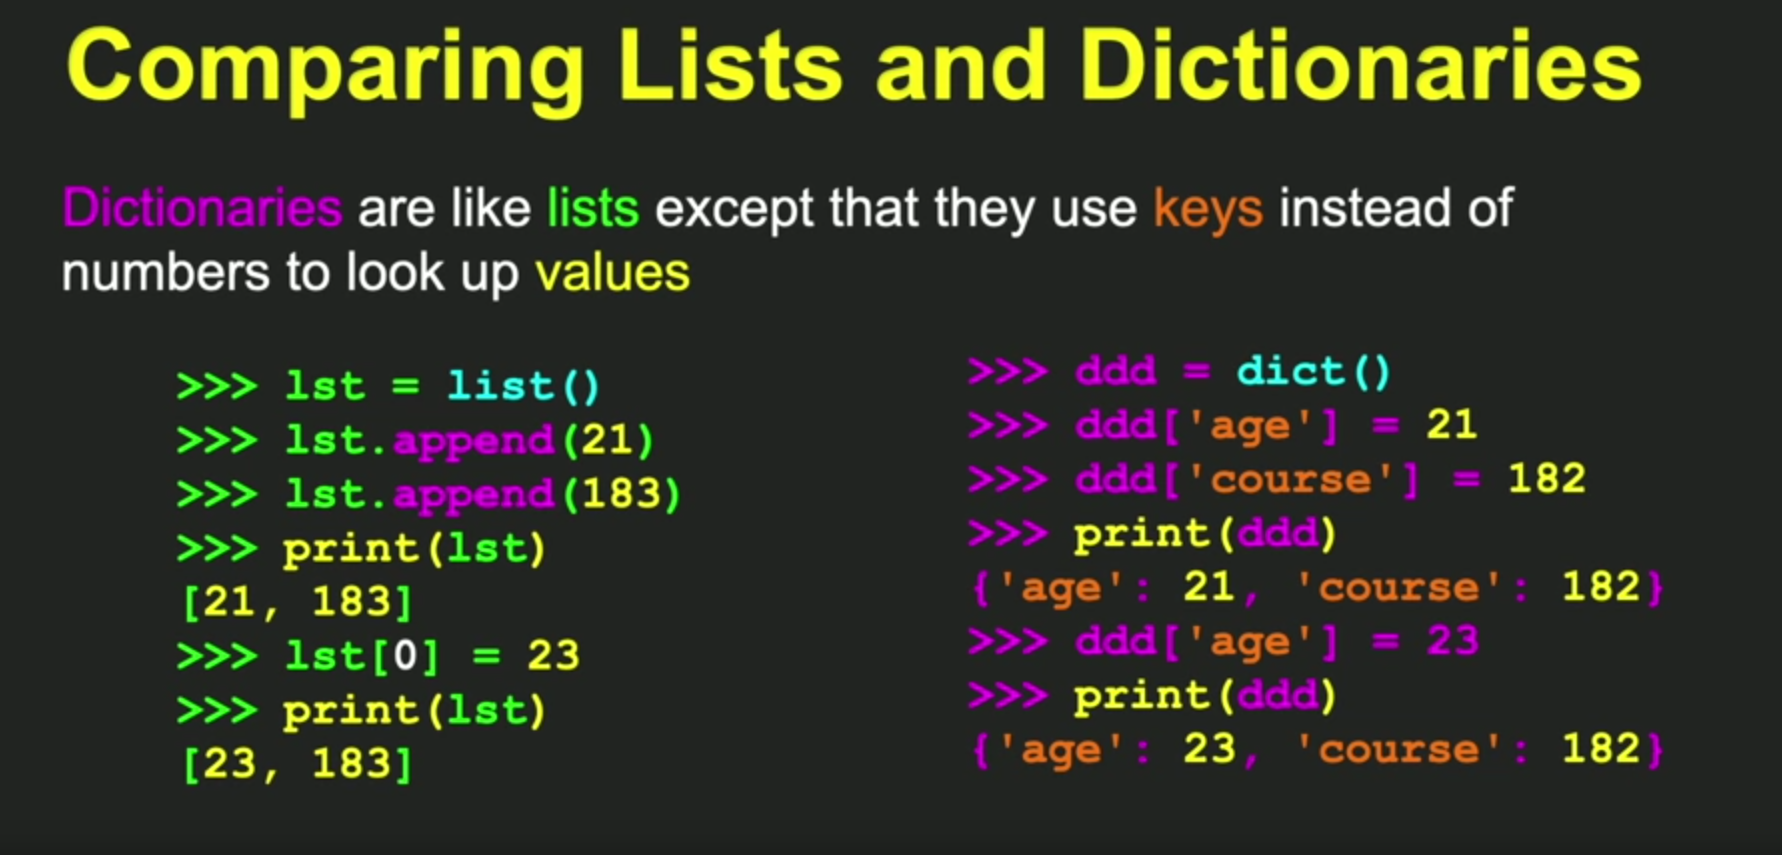 Comparing Lists and Dictionaries
Dictionaries are like lists except that they use keys instead of
numbers to look up values
>>> lst = list()
>>> lst.append(21)
>>> lst.append(183)
>>> print(lst)
[21, 183]
>>> lst[0] = 23
>>> print(lst)
[23, 183]
>>> ddd = dict()
>>> ddd['age'] = 21
>>> ddd['course'] = 182
>>> print(ddd)
{'age': 21, 'course': 182}
>>> ddd['age'] = 23
>>> print(ddd)
{'age': 23, 'course': 182}